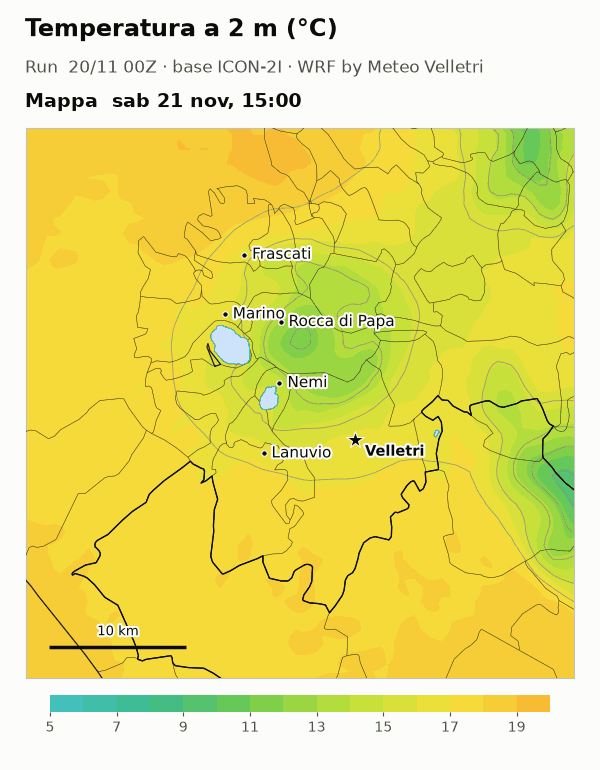 Temperatura a 2 m (°C)
Run  20/11 00Z · base ICON-2I · WRF by Meteo Velletri
Mappa  sab 21 nov, 15:00
Frascati
Marino
Rocca di Papa
Nemi
Velletri
Lanuvio
10 km
5 7 9 11 13 15 17 19